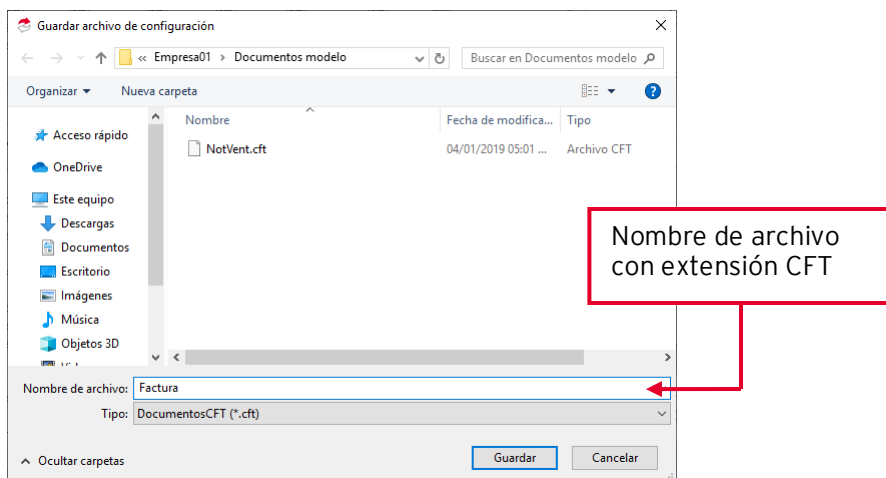 Guardar archivo de configuración
« Empresa01 > Documentos modelo
Buscar en Documentos modelo
Organizar
Nueva carpeta
Nombre
Fecha de modifica...
Tipo
NotVent.cft
04/01/2019 05:01 ...
Archivo CFT
Acceso rápido
OneDrive
Este equipo
Descargas
Documentos
Escritorio
Imágenes
Música
Objetos 3D
Nombre de archivo
con extensión CFT
Nombre de archivo: Factura
Tipo: DocumentosCFT (*.cft)
Ocultar carpetas
Guardar
Cancelar